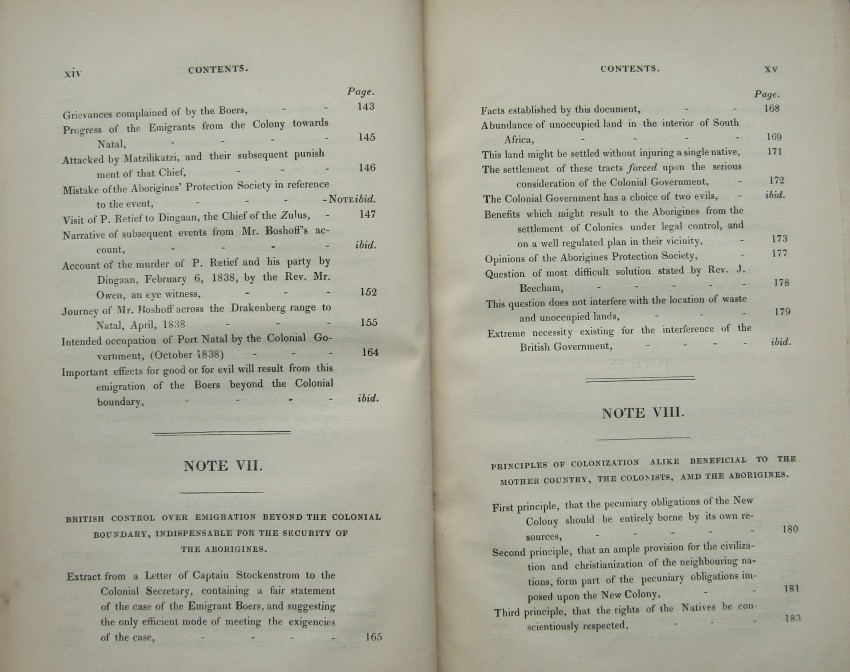 xiv CONTENTS.
Page.
Grievances complained of by the Boers, - - 143
Progress of the Emigrants from the Colony towards
Natal, - - - - - 145
Attacked by Matzilikatzi, and their subsequent punish
ment of that Chief, - - - - 146
Mistake of the Aborigines' Protection Society in reference
to the event, - - - - NOTE ibid.
Visit of P. Retief to Dingaan, the Chief of the Zulus, - 147
Narrative of subsequent events from Mr. Boshoff's ac-
count, - - - - - ibid.
Account of the murder of P. Retief and his party by
Dingaan, February 6, 1838, by the Rev. Mr.
Owen, an eye witness, - - - 152
Journey of Mr. Boshoff across the Drakenberg range to
Natal, April, 1838 - - - 155
Intended occupation of Port Natal by the Colonial Go-
vernment, (October 1838) - - - 164
Important effects for good or for evil will result from this
emigration of the Boers beyond the Colonial
boundary, - - - - ibid.
NOTE VII.
BRITISH CONTROL OVER EMIGRATION BEYOND THE COLONIAL
BOUNDARY, INDISPENSABLE FOR THE SECURITY OF
THE ABORIGINES.
Extract from a Letter of Captain Stockenstrom to the
Colonial Secretary, containing a fair statement
of the case of the Emigrant Boers, and suggesting
the only efficient mode of meeting the exigencies
of the case, - - - - 165
CONTENTS. xv
Page.
Facts established by this document, - - 168
Abundance of unoccupied land in the interior of South
Africa, - - - - - 169
This land might be settled without injuring a single native, 171
The settlement of these tracts forced upon the serious
consideration of the Colonial Government, - 172
The Colonial Government has a choice of two evils, - ibid.
Benefits which might result to the Aborigines from the
settlement of Colonies under legal control, and
on a well regulated plan in their vicinity, - 173
Opinions of the Aborigines Protection Society, - 177
Question of most difficult solution stated by Rev. J.
Beecham, - - - - - 178
This question does not interfere with the location of waste
and unoccupied lands, - - - 179
Extreme necessity existing for the interference of the
British Government, - - - - ibid.
NOTE VIII.
PRINCIPLES OF COLONIZATION ALIKE BENEFICIAL TO THE
MOTHER COUNTRY, THE COLONISTS, AND THE ABORIGINES.
First principle, that the pecuniary obligations of the New
Colony should be entirely borne by its own re-
sources, - - - - - 180
Second principle, that an ample provision for the civiliza-
tion and christianization of the neighbouring na-
tions, form part of the pecuniary obligations im-
posed upon the New Colony, - - 181
Third principle, that the rights of the Natives be con-
scientiously respected, - - - 183